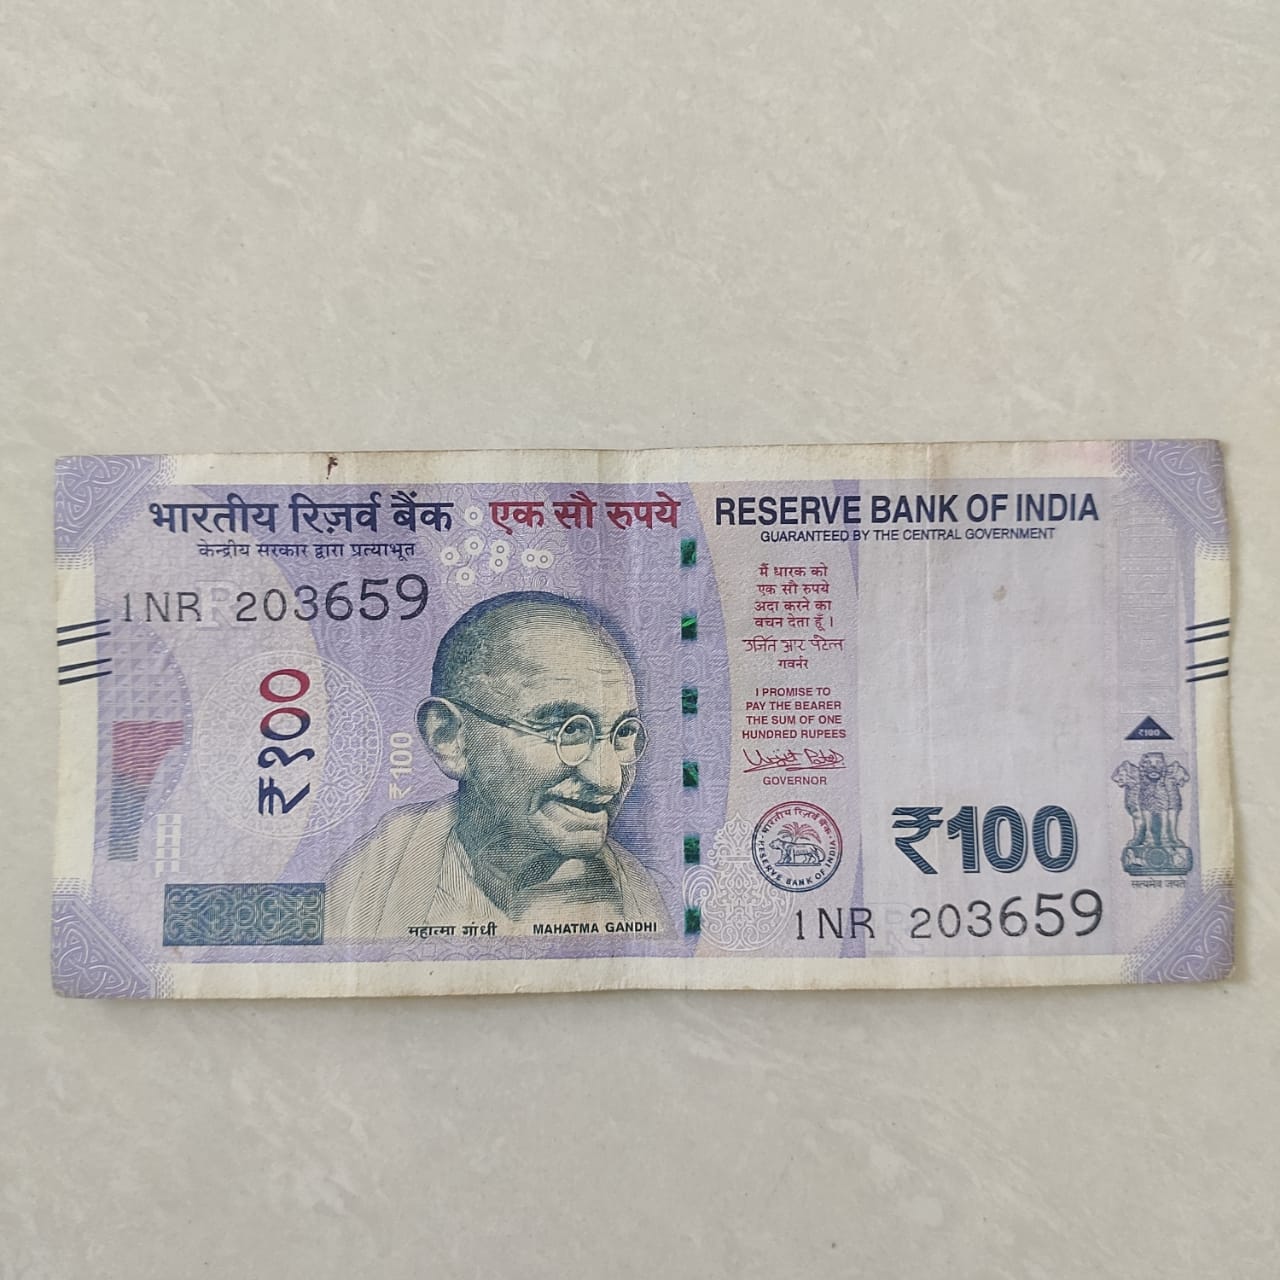 भारतीय रिज़र्व बैंक एक सौ रुपये RESERVE BANK OF INDIA
केन्द्रीय सरकार द्वारा प्रत्याभूत
GUARANTEED BY THE CENTRAL GOVERNMENT
1NR 203659
₹१००
₹100
महात्मा गांधी
MAHATMA GANDHI
मैं धारक को
एक सौ रुपये
अदा करने का
वचन देता हूँ ।
उर्जित आर पटेल
गवर्नर
I PROMISE TO
PAY THE BEARER
THE SUM OF ONE
HUNDRED RUPEES
Urjit Patel
GOVERNOR
भारतीय रिज़र्व बैंक
RESERVE BANK OF INDIA
₹100
₹100
सत्यमेव जयते
1NR 203659